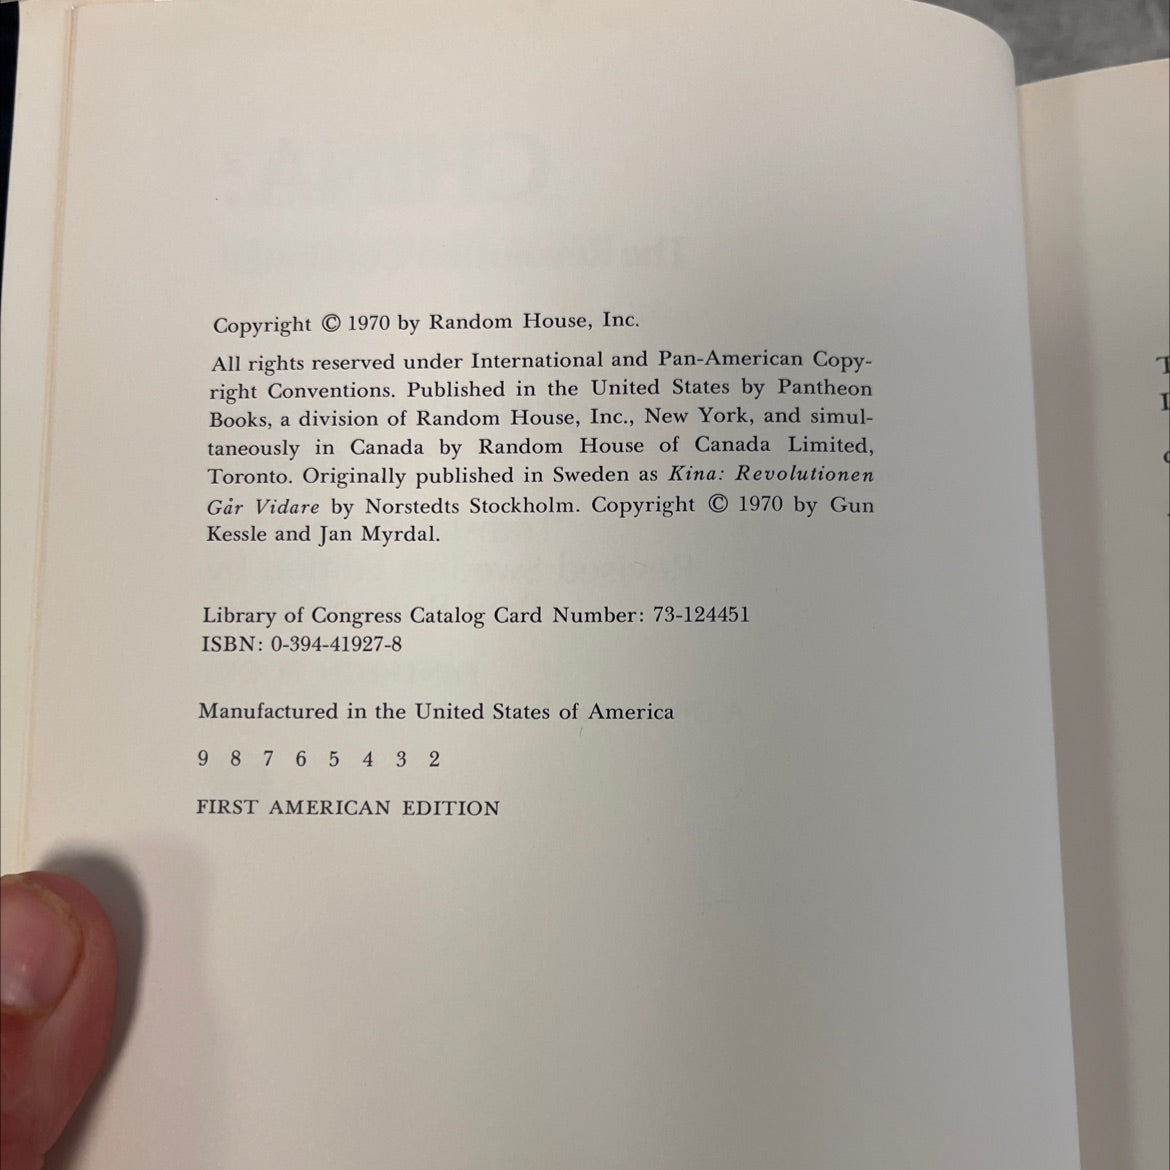 Copyright © 1970 by Random House, Inc.
All rights reserved under International and Pan-American Copy-
right Conventions. Published in the United States by Pantheon
Books, a division of Random House, Inc., New York, and simul-
taneously in Canada by Random House of Canada Limited,
Toronto. Originally published in Sweden as Kina: Revolutionen
Går Vidare by Norstedts Stockholm. Copyright © 1970 by Gun
Kessle and Jan Myrdal.
Library of Congress Catalog Card Number: 73-124451
ISBN: 0-394-41927-8
Manufactured in the United States of America
9 8 7 6 5 4 3 2
FIRST AMERICAN EDITION